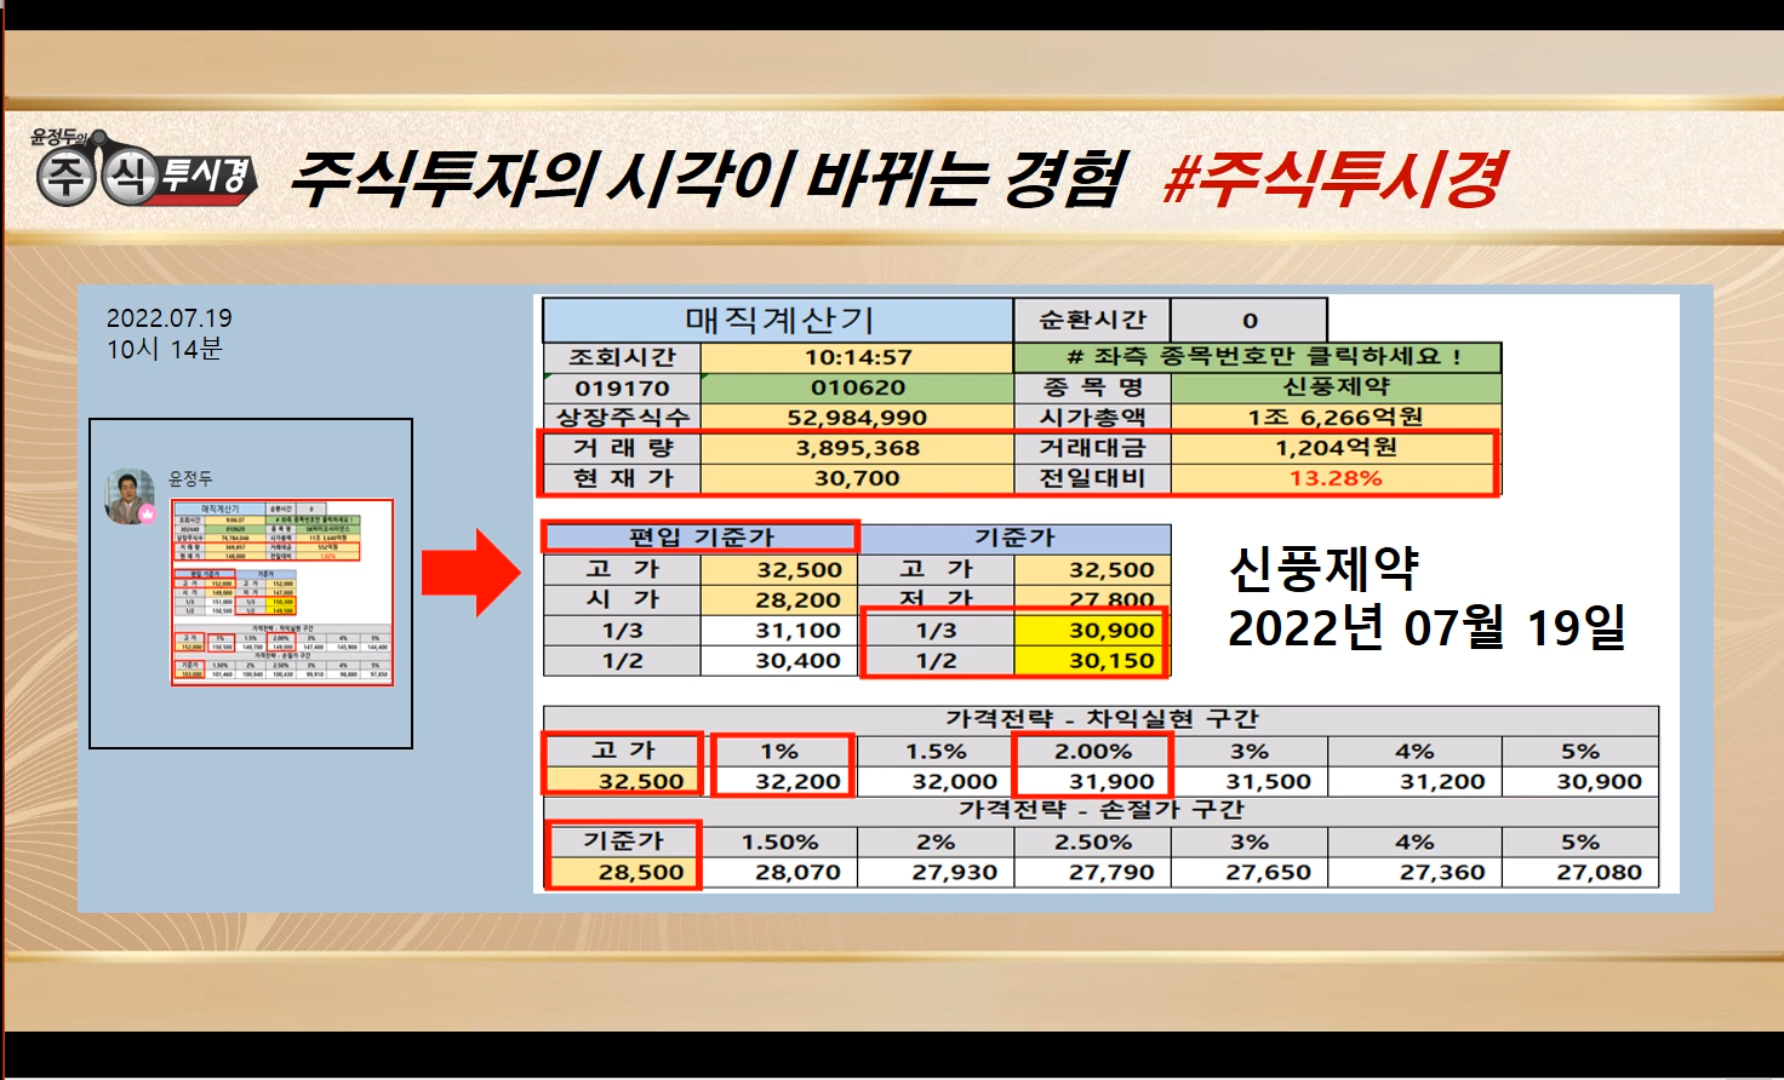 윤정두의
주식투시경
주식투자의 시각이 바뀌는 경험 #주식투시경
2022.07.19
10시 14분
윤정두
매직계산기 순환시간 0
조회시간 10:14:57 # 좌측 종목번호만 클릭하세요 !
019170 010620 종 목 명 신풍제약
상장주식수 52,984,990 시가총액 1조 6,266억원
거 래 량 3,895,368 거래대금 1,204억원
현 재 가 30,700 전일대비 13.28%
편입 기준가 기준가
고 가 32,500 고 가 32,500
시 가 28,200 저 가 27,800
1/3 31,100 1/3 30,900
1/2 30,400 1/2 30,150
신풍제약
2022년 07월 19일
가격전략 - 차익실현 구간
고 가 1% 1.5% 2.00% 3% 4% 5%
32,500 32,200 32,000 31,900 31,500 31,200 30,900
가격전략 - 손절가 구간
기준가 1.50% 2% 2.50% 3% 4% 5%
28,500 28,070 27,930 27,790 27,650 27,360 27,080